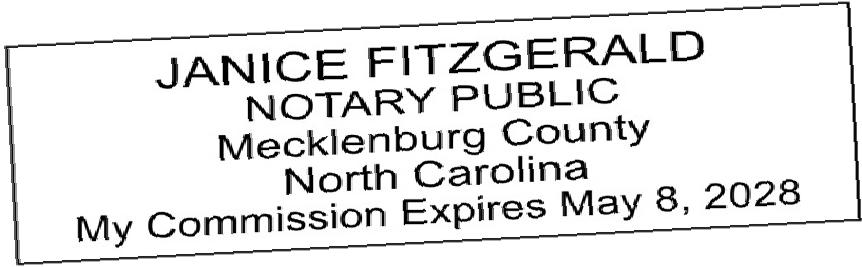 JANICE FITZGERALD
NOTARY PUBLIC
Mecklenburg County
North Carolina
My Commission Expires May 8, 2028